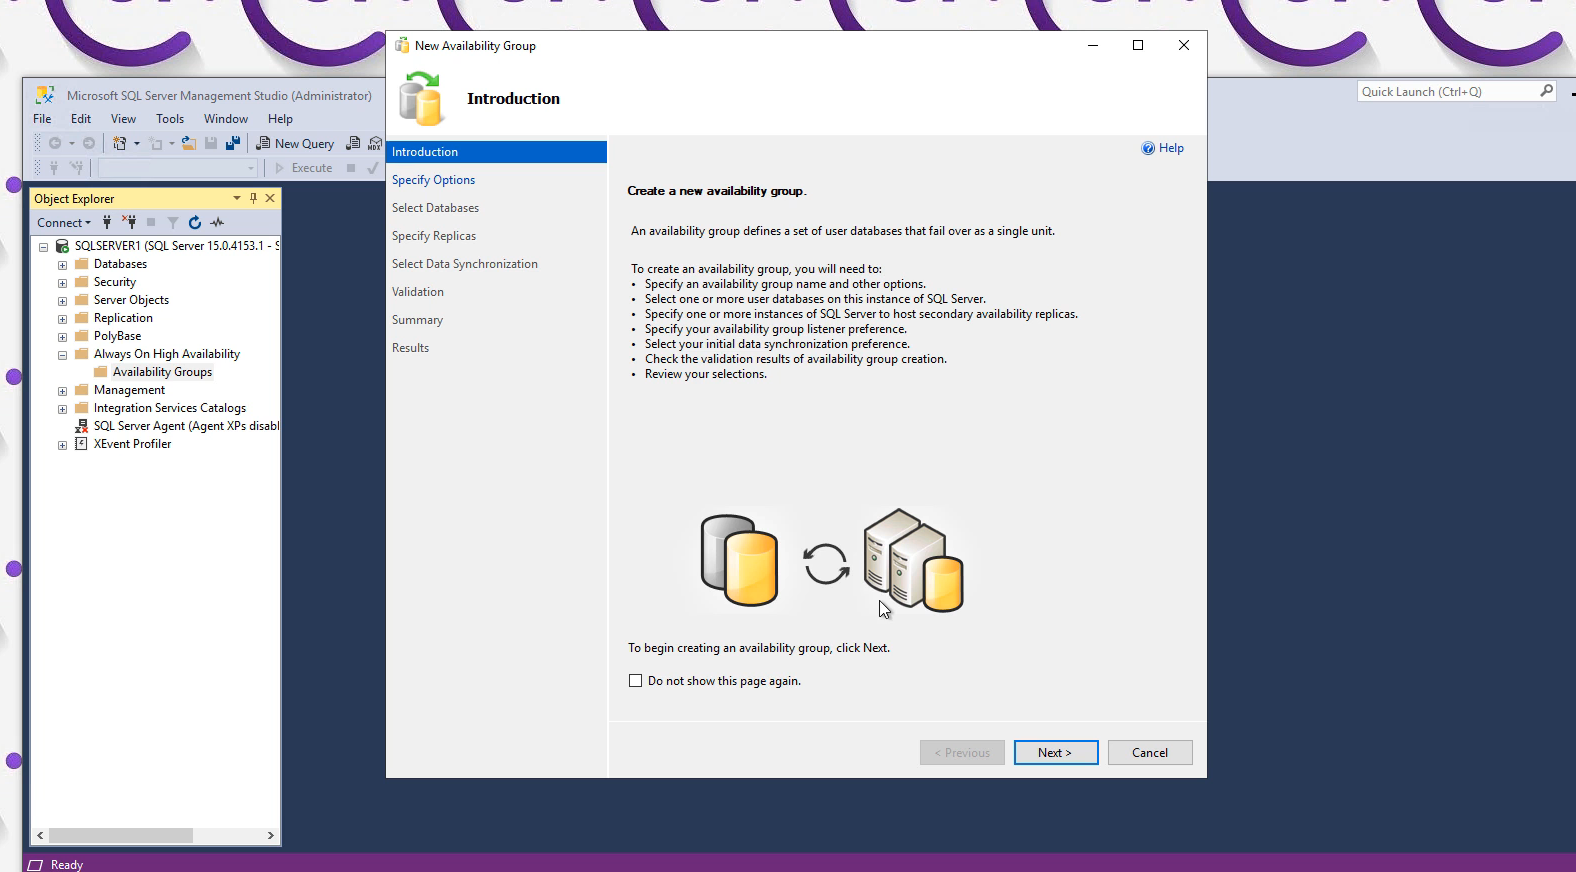 New Availability Group
Introduction
Microsoft SQL Server Management Studio (Administrator)
Quick Launch (Ctrl+Q)
File Edit View Tools Window Help
New Query
MDX
Execute
Object Explorer
Connect
SQLSERVER1 (SQL Server 15.0.4153.1 - S
Databases
Security
Server Objects
Replication
PolyBase
Always On High Availability
Availability Groups
Management
Integration Services Catalogs
SQL Server Agent (Agent XPs disabl
XEvent Profiler
Introduction
Specify Options
Select Databases
Specify Replicas
Select Data Synchronization
Validation
Summary
Results
Help
Create a new availability group.
An availability group defines a set of user databases that fail over as a single unit.
To create an availability group, you will need to:
• Specify an availability group name and other options.
• Select one or more user databases on this instance of SQL Server.
• Specify one or more instances of SQL Server to host secondary availability replicas.
• Specify your availability group listener preference.
• Select your initial data synchronization preference.
• Check the validation results of availability group creation.
• Review your selections.
To begin creating an availability group, click Next.
Do not show this page again.
< Previous Next > Cancel
Ready